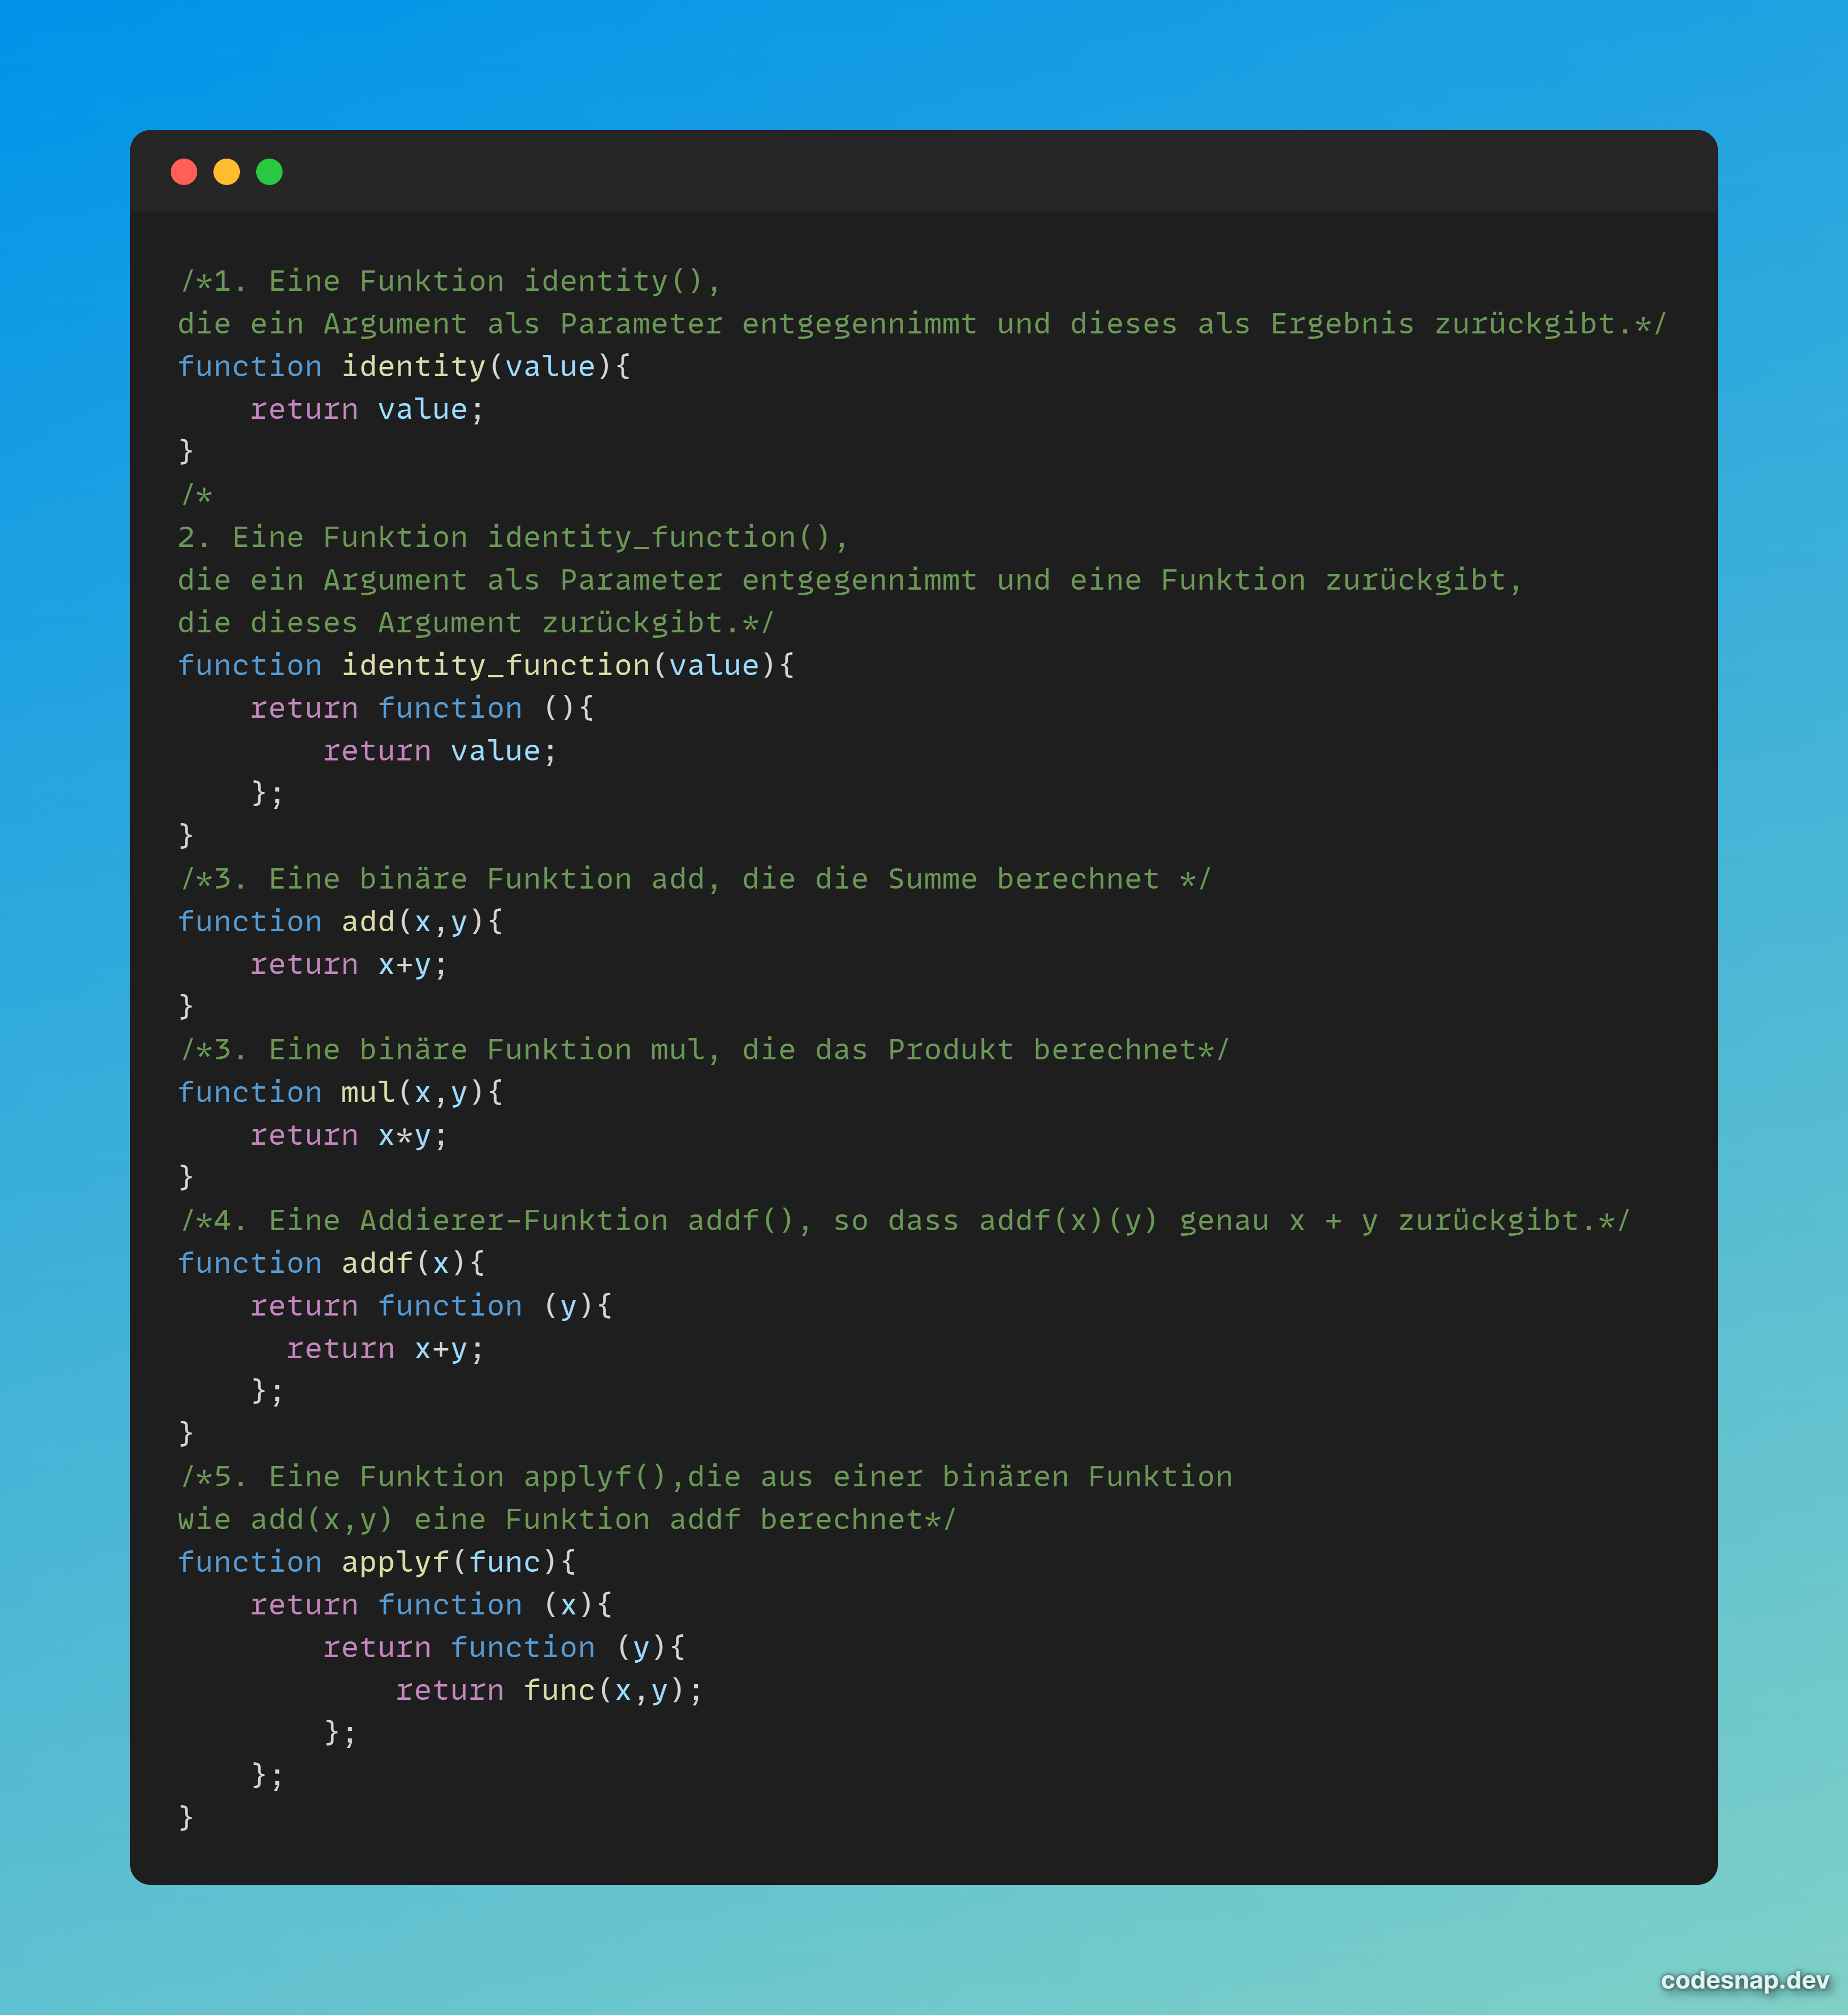 /*1. Eine Funktion identity(),
die ein Argument als Parameter entgegennimmt und dieses als Ergebnis zurückgibt.*/
function identity(value){
    return value;
}
/*
2. Eine Funktion identity_function(),
die ein Argument als Parameter entgegennimmt und eine Funktion zurückgibt,
die dieses Argument zurückgibt.*/
function identity_function(value){
    return function (){
        return value;
    };
}
/*3. Eine binäre Funktion add, die die Summe berechnet */
function add(x,y){
    return x+y;
}
/*3. Eine binäre Funktion mul, die das Produkt berechnet*/
function mul(x,y){
    return x*y;
}
/*4. Eine Addierer-Funktion addf(), so dass addf(x)(y) genau x + y zurückgibt.*/
function addf(x){
    return function (y){
      return x+y;
    };
}
/*5. Eine Funktion applyf(),die aus einer binären Funktion
wie add(x,y) eine Funktion addf berechnet*/
function applyf(func){
    return function (x){
        return function (y){
            return func(x,y);
        };
    };
}
codesnap.dev